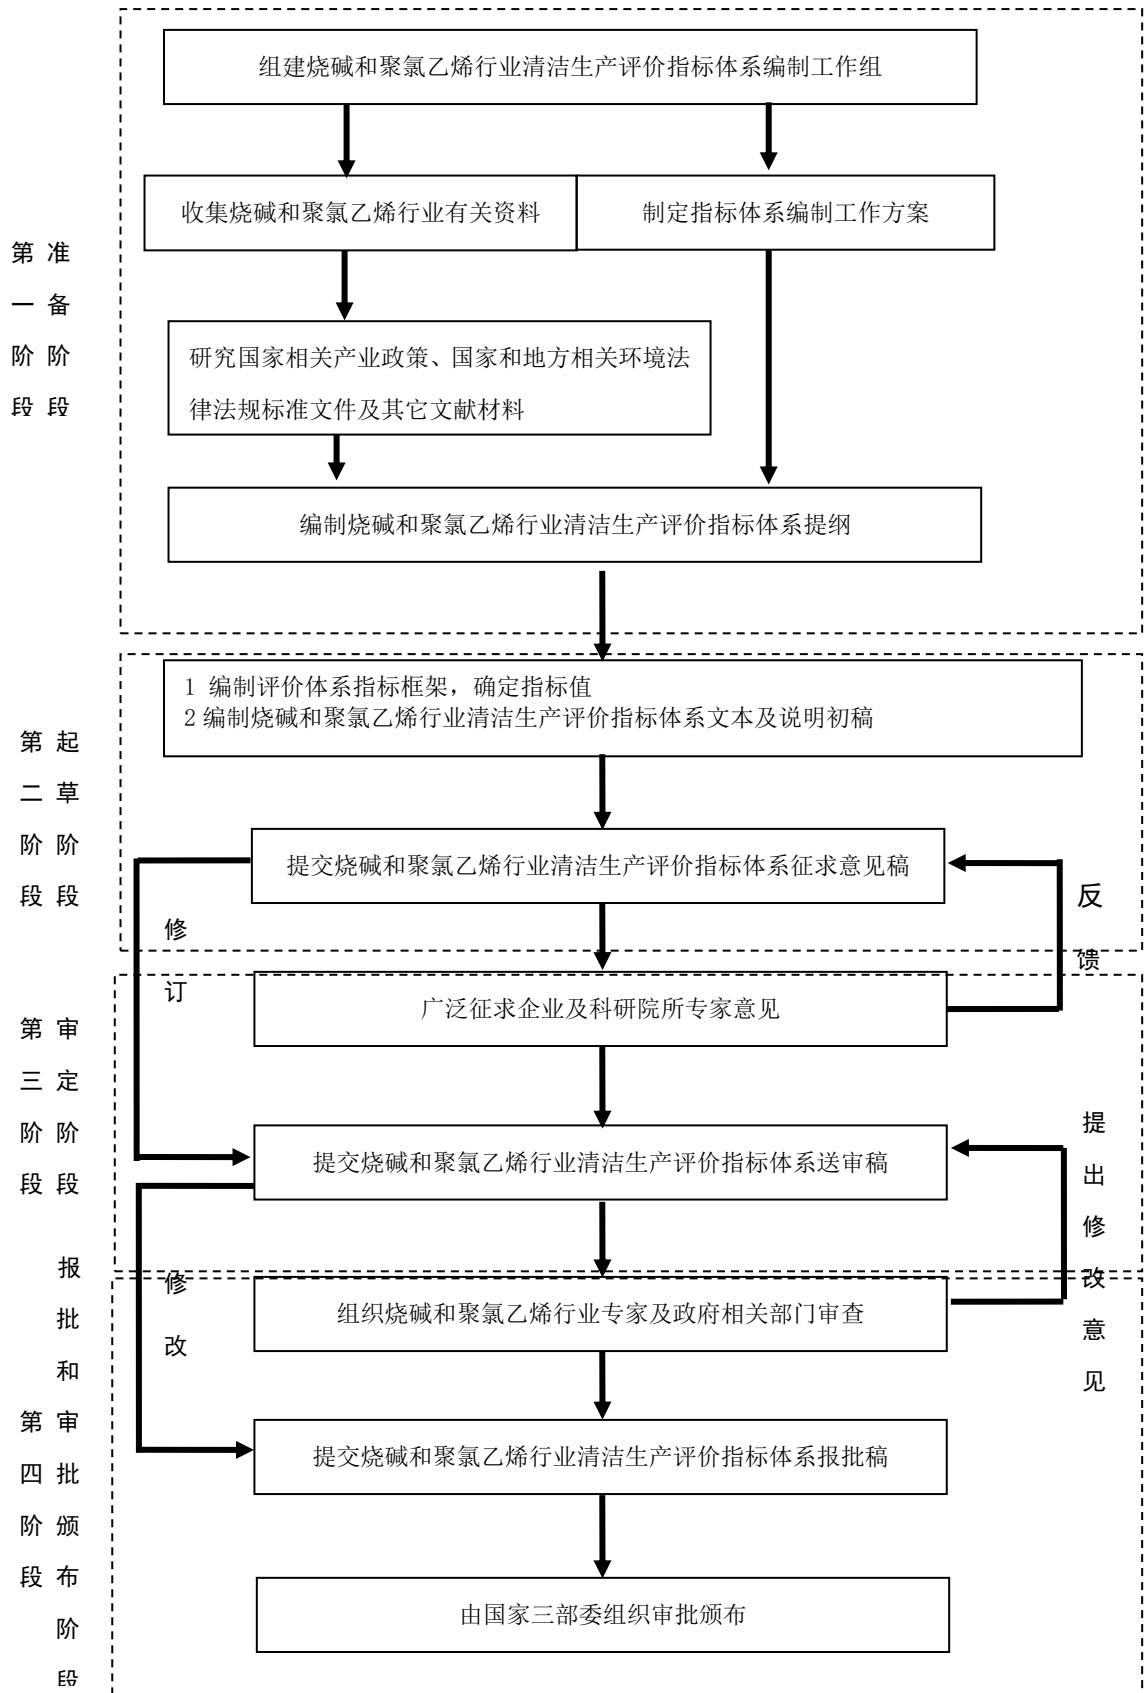 组建烧碱和聚氯乙烯行业清洁生产评价指标体系编制工作组
收集烧碱和聚氯乙烯行业有关资料
制定指标体系编制工作方案
第一阶段
准备阶段
研究国家相关产业政策、国家和地方相关环境法
律法规标准文件及其它文献材料
编制烧碱和聚氯乙烯行业清洁生产评价指标体系提纲
1 编制评价体系指标框架，确定指标值
2 编制烧碱和聚氯乙烯行业清洁生产评价指标体系文本及说明初稿
第二阶段
起草阶段
提交烧碱和聚氯乙烯行业清洁生产评价指标体系征求意见稿
修订
反馈
广泛征求企业及科研院所专家意见
第三阶段
审定阶段
提交烧碱和聚氯乙烯行业清洁生产评价指标体系送审稿
提出修改意见
修改
组织烧碱和聚氯乙烯行业专家及政府相关部门审查
第四阶段
报批和审批颁布阶段
提交烧碱和聚氯乙烯行业清洁生产评价指标体系报批稿
由国家三部委组织审批颁布